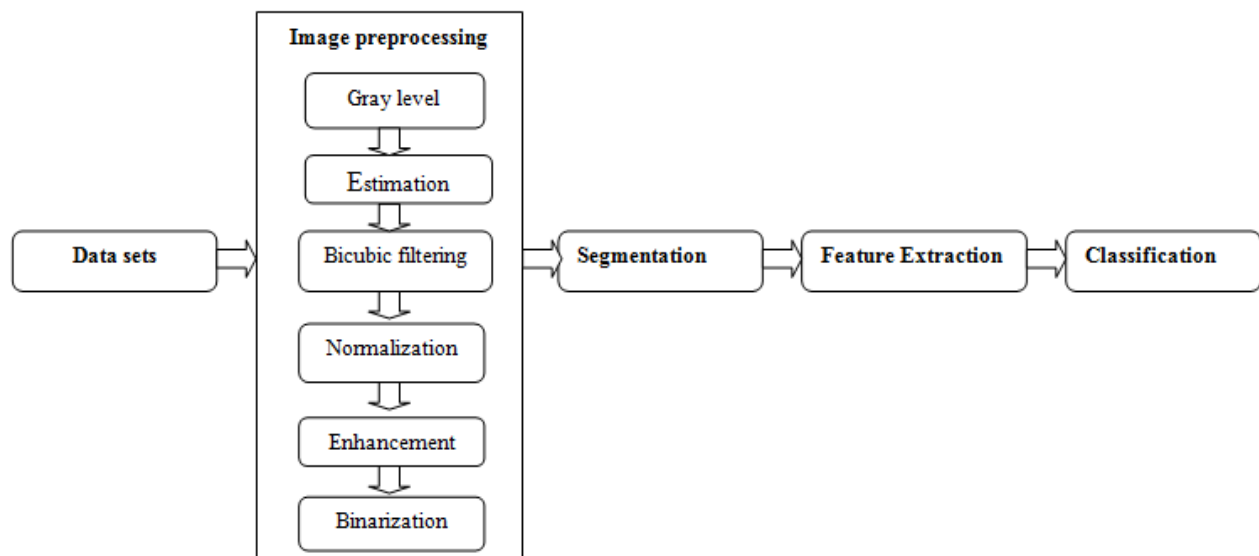 Image preprocessing
Gray level
Estimation
Bicubic filtering
Normalization
Enhancement
Binarization
Data sets
Segmentation
Feature Extraction
Classification